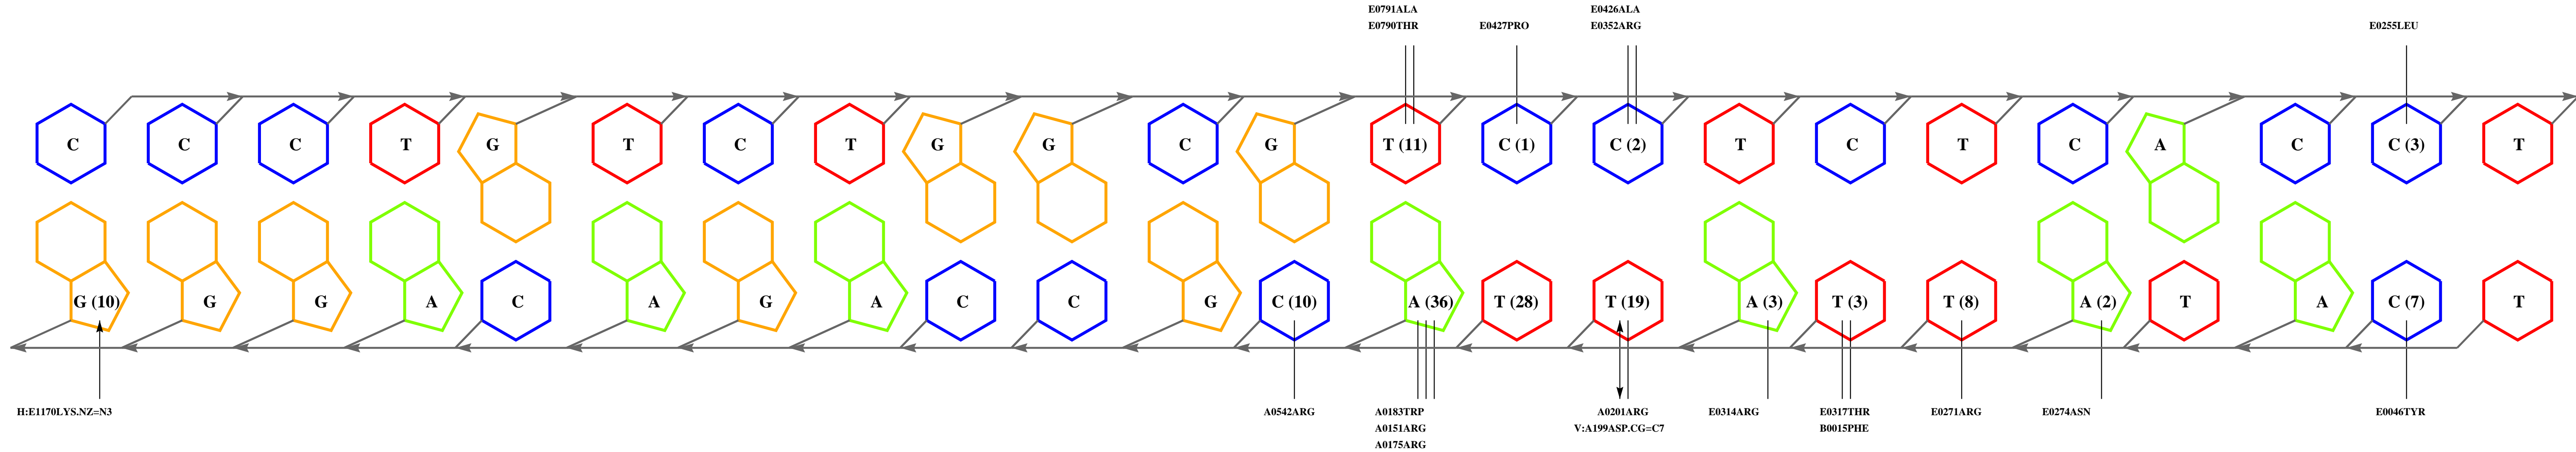 E0791ALA E0426ALA
E0790THR E0427PRO E0352ARG E0255LEU
C C C T G T C T G G C G T (11) C (1) C (2) T C T C A C C (3) T
G (10) G G A C A G A C C G C (10) A (36) T (28) T (19) A (3) T (3) T (8) A (2) T A C (7) T
H:E1170LYS.NZ=N3 A0542ARG A0183TRP A0201ARG E0314ARG E0317THR E0271ARG E0274ASN E0046TYR
A0151ARG V:A199ASP.CG=C7 B0015PHE
A0175ARG